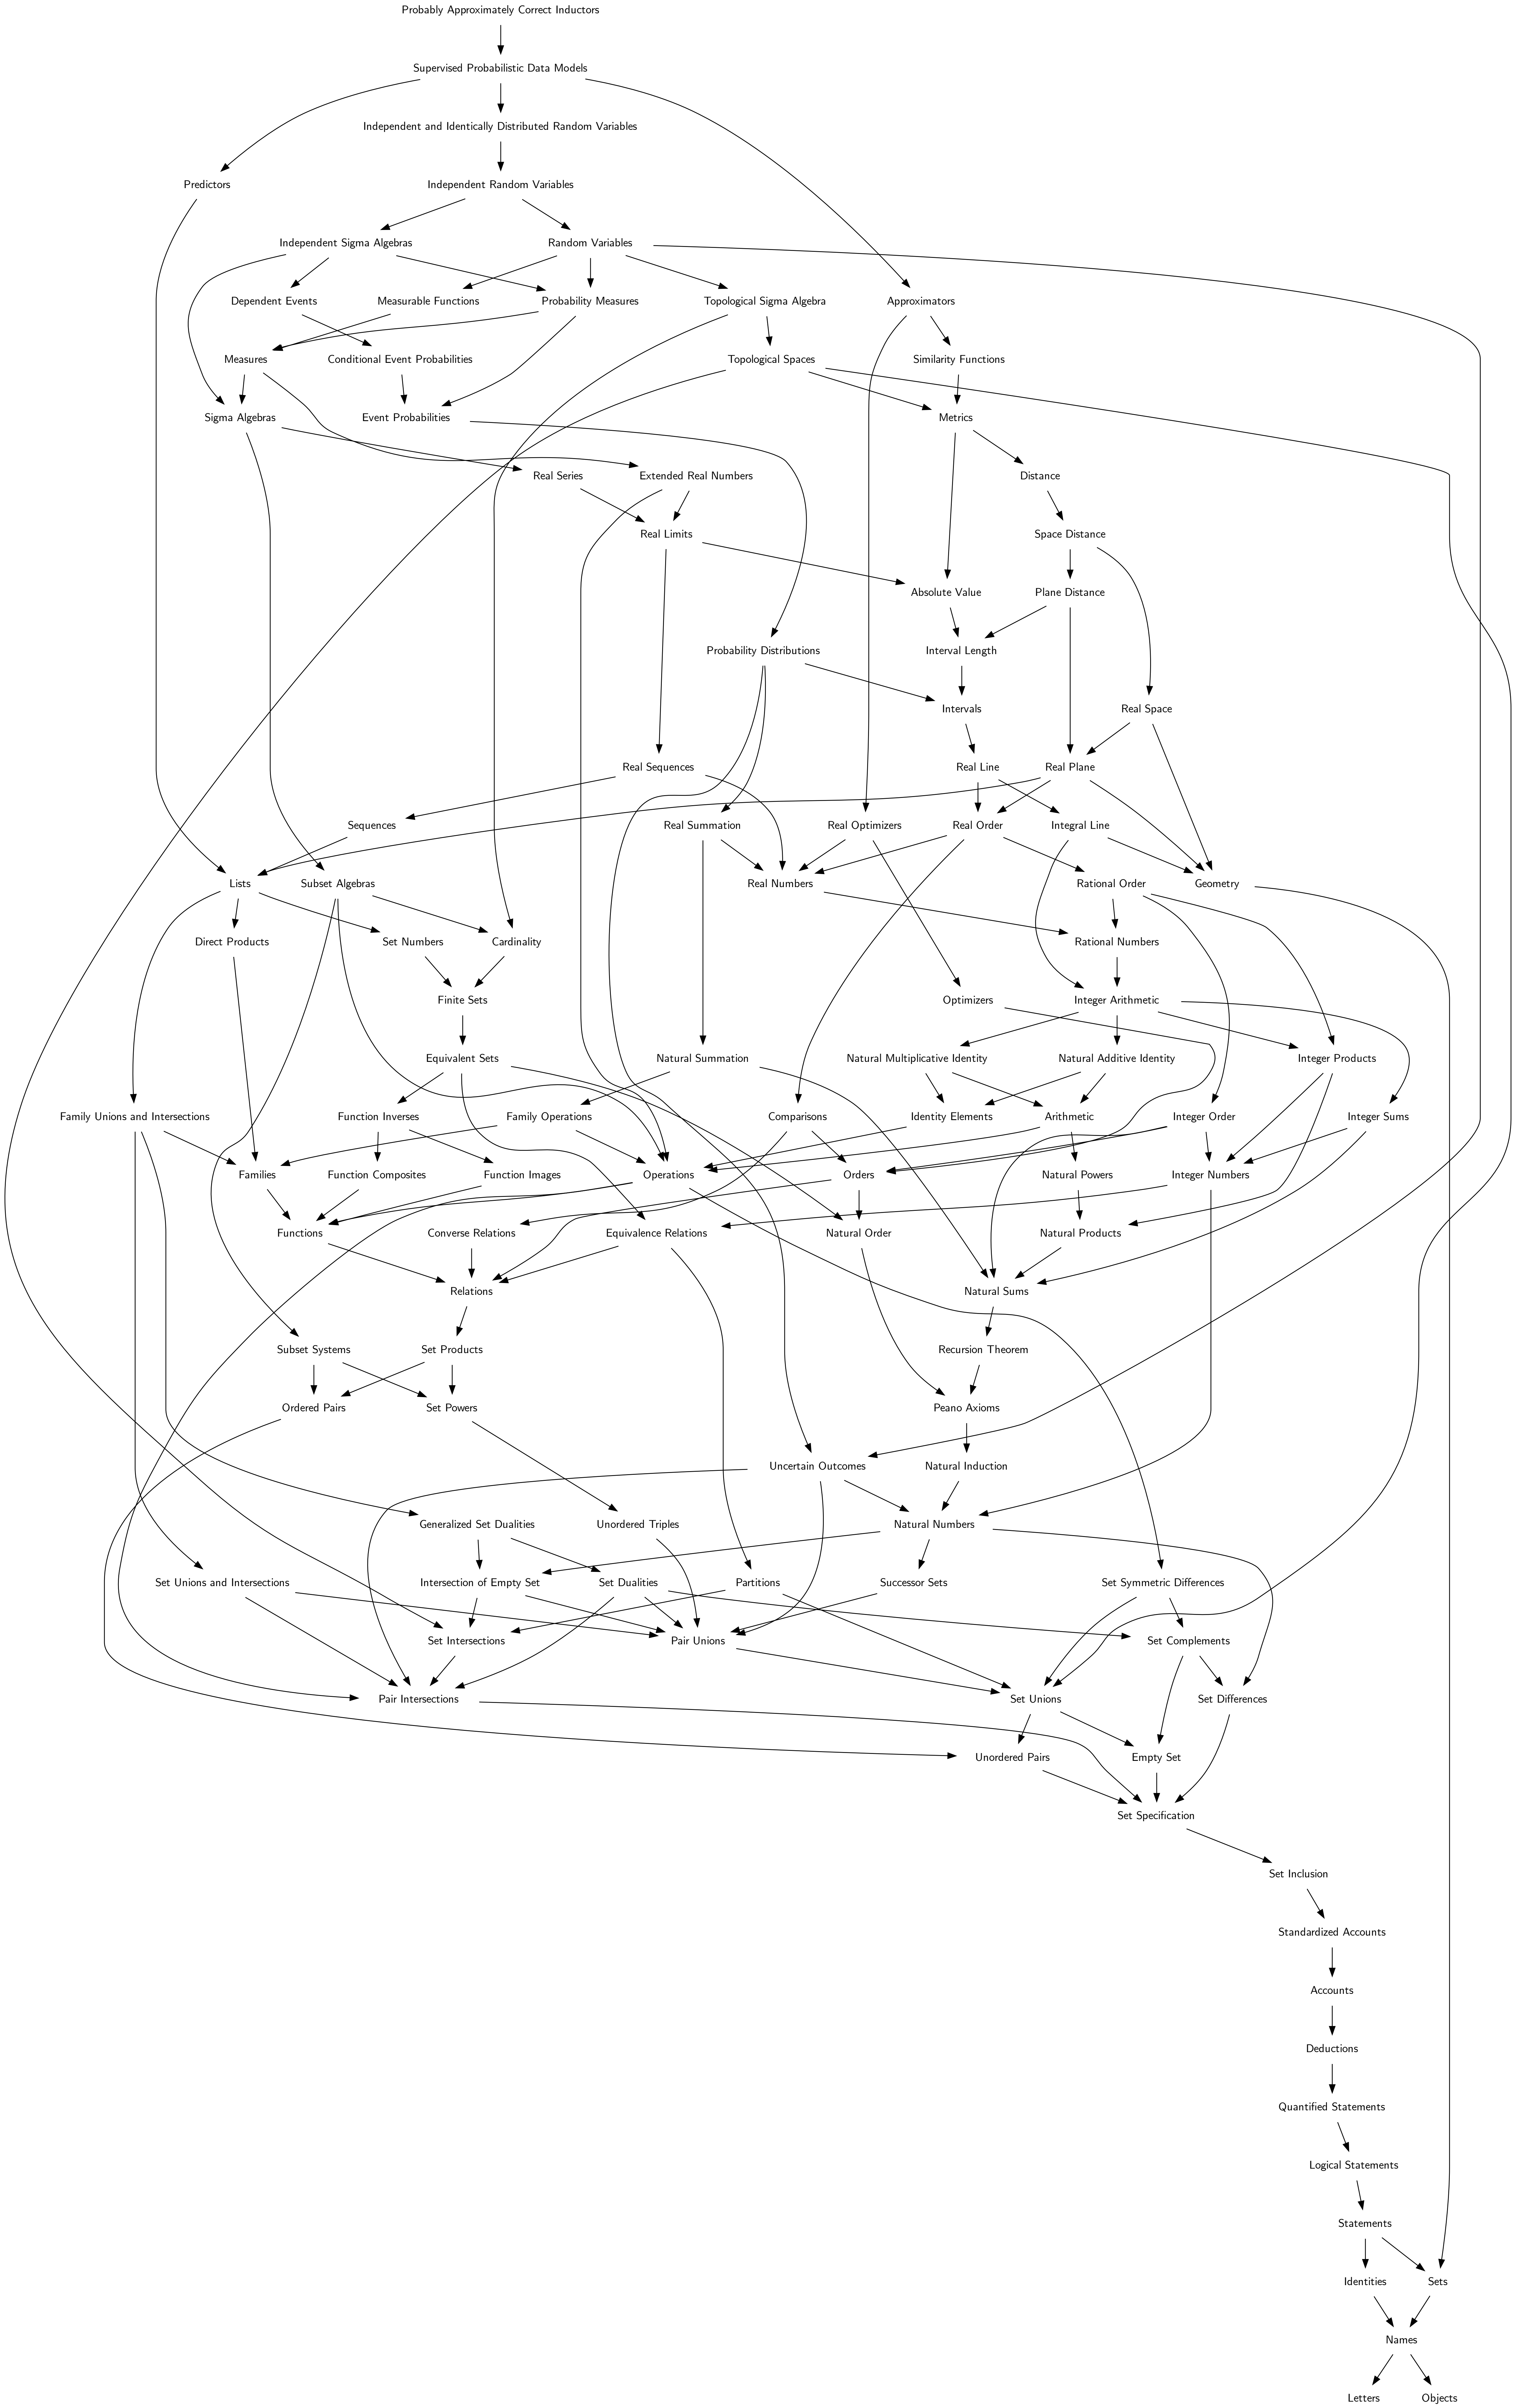 Probably Approximately Correct Inductors
Supervised Probabilistic Data Models
Independent and Identically Distributed Random Variables
Predictors
Independent Random Variables
Independent Sigma Algebras
Random Variables
Dependent Events
Measurable Functions
Probability Measures
Topological Sigma Algebra
Approximators
Measures
Conditional Event Probabilities
Topological Spaces
Similarity Functions
Sigma Algebras
Event Probabilities
Metrics
Real Series
Extended Real Numbers
Distance
Real Limits
Space Distance
Absolute Value
Plane Distance
Probability Distributions
Interval Length
Intervals
Real Space
Real Sequences
Real Line
Real Plane
Sequences
Real Summation
Real Optimizers
Real Order
Integral Line
Lists
Subset Algebras
Real Numbers
Rational Order
Geometry
Direct Products
Set Numbers
Cardinality
Rational Numbers
Finite Sets
Optimizers
Integer Arithmetic
Equivalent Sets
Natural Summation
Natural Multiplicative Identity
Natural Additive Identity
Integer Products
Family Unions and Intersections
Function Inverses
Family Operations
Comparisons
Identity Elements
Arithmetic
Integer Order
Integer Sums
Families
Function Composites
Function Images
Operations
Orders
Natural Powers
Integer Numbers
Functions
Converse Relations
Equivalence Relations
Natural Order
Natural Products
Relations
Natural Sums
Subset Systems
Set Products
Recursion Theorem
Ordered Pairs
Set Powers
Peano Axioms
Uncertain Outcomes
Natural Induction
Generalized Set Dualities
Unordered Triples
Natural Numbers
Set Unions and Intersections
Intersection of Empty Set
Set Dualities
Partitions
Successor Sets
Set Symmetric Differences
Set Intersections
Pair Unions
Set Complements
Pair Intersections
Set Unions
Set Differences
Unordered Pairs
Empty Set
Set Specification
Set Inclusion
Standardized Accounts
Accounts
Deductions
Quantified Statements
Logical Statements
Statements
Identities
Sets
Names
Letters
Objects